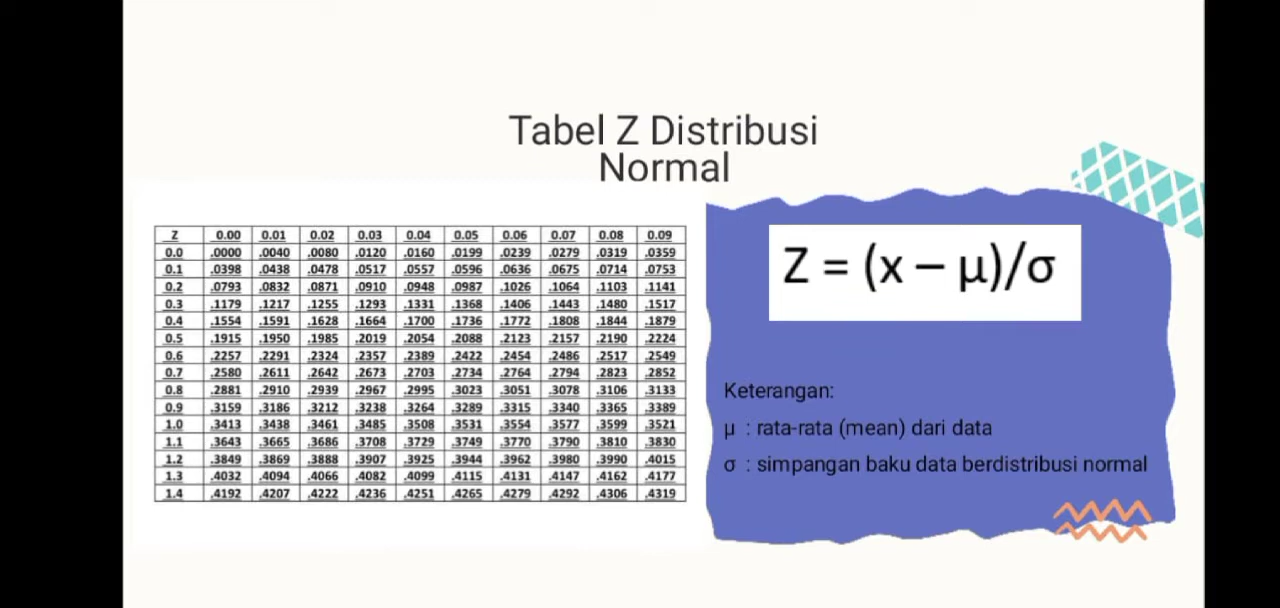 Tabel Z Distribusi
Normal
Z 0.00 0.01 0.02 0.03 0.04 0.05 0.06 0.07 0.08 0.09
0.0 .0000 .0040 .0080 .0120 .0160 .0199 .0239 .0279 .0319 .0359
0.1 .0398 .0438 .0478 .0517 .0557 .0596 .0636 .0675 .0714 .0753
0.2 .0793 .0832 .0871 .0910 .0948 .0987 .1026 .1064 .1103 .1141
0.3 .1179 .1217 .1255 .1293 .1331 .1368 .1406 .1443 .1480 .1517
0.4 .1554 .1591 .1628 .1664 .1700 .1736 .1772 .1808 .1844 .1879
0.5 .1915 .1950 .1985 .2019 .2054 .2088 .2123 .2157 .2190 .2224
0.6 .2257 .2291 .2324 .2357 .2389 .2422 .2454 .2486 .2517 .2549
0.7 .2580 .2611 .2642 .2673 .2703 .2734 .2764 .2794 .2823 .2852
0.8 .2881 .2910 .2939 .2967 .2995 .3023 .3051 .3078 .3106 .3133
0.9 .3159 .3186 .3212 .3238 .3264 .3289 .3315 .3340 .3365 .3389
1.0 .3413 .3438 .3461 .3485 .3508 .3531 .3554 .3577 .3599 .3521
1.1 .3643 .3665 .3686 .3708 .3729 .3749 .3770 .3790 .3810 .3830
1.2 .3849 .3869 .3888 .3907 .3925 .3944 .3962 .3980 .3990 .4015
1.3 .4032 .4094 .4066 .4082 .4099 .4115 .4131 .4147 .4162 .4177
1.4 .4192 .4207 .4222 .4236 .4251 .4265 .4279 .4292 .4306 .4319
Z = (x – μ)/σ
Keterangan:
μ : rata-rata (mean) dari data
σ : simpangan baku data berdistribusi normal